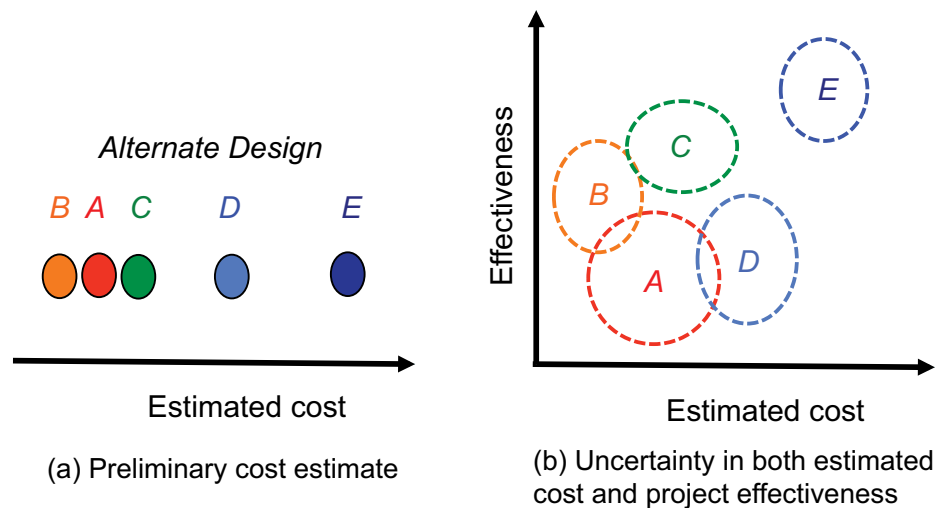 Alternate Design
B A C D E
Estimated cost
(a) Preliminary cost estimate
Effectiveness
E
C
B
D
A
Estimated cost
(b) Uncertainty in both estimated
cost and project effectiveness